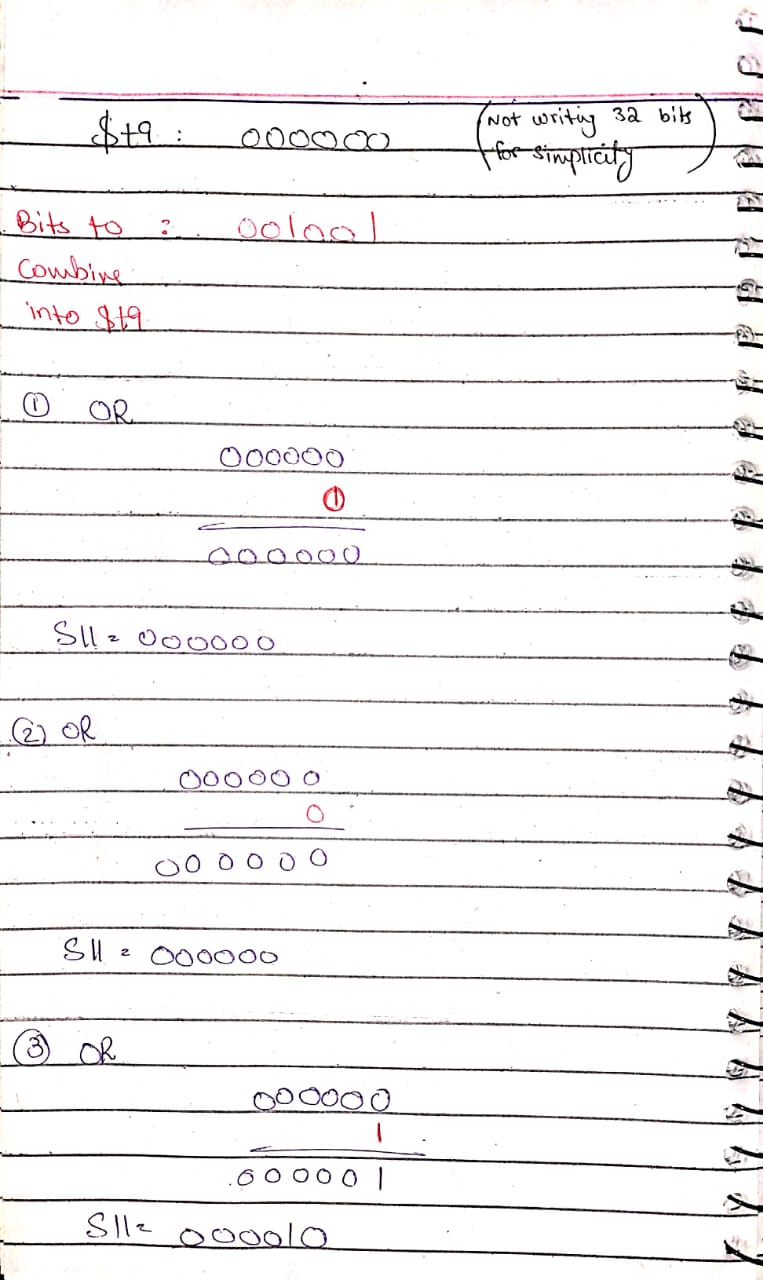 $t9 : 000000 (Not writing 32 bits
for simplicity)
Bits to : 001001
Combine
into $t9
① OR
000000
0
000000
Sll = 000000
② OR
000000
0
000000
Sll = 000000
③ OR
000000
1
000001
Sll = 000010